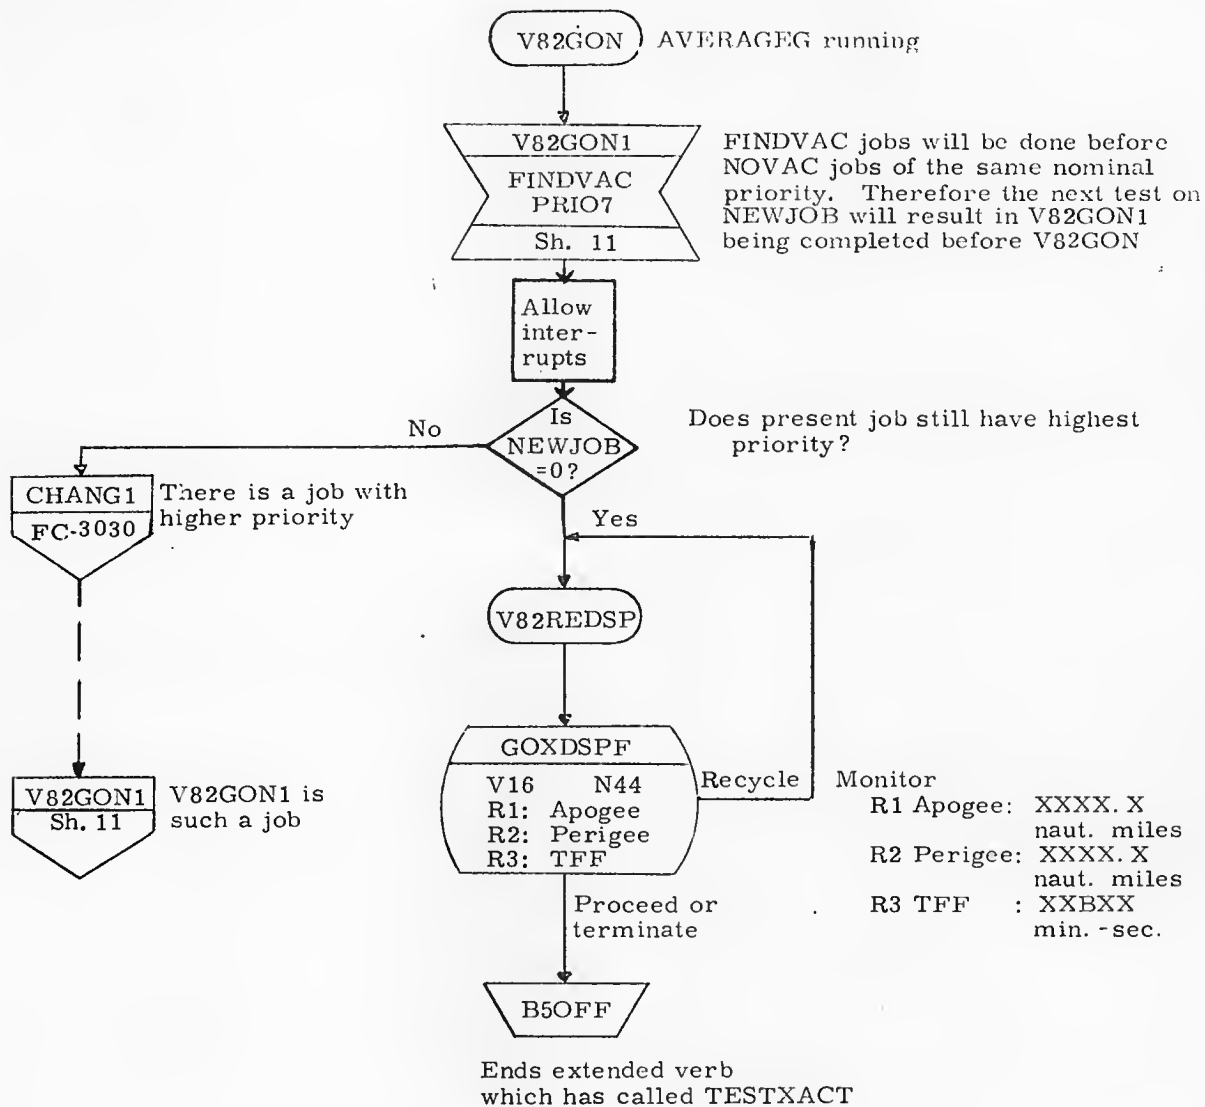 V82GON AVERAGEG running
V82GON1
FINDVAC
PRIO7
Sh. 11
FINDVAC jobs will be done before
NOVAC jobs of the same nominal
priority. Therefore the next test on
NEWJOB will result in V82GON1
being completed before V82GON
Allow
inter-
rupts
Is
NEWJOB
=0?
Does present job still have highest
priority?
No
Yes
CHANG1
FC-3030
There is a job with
higher priority
V82REDSP
V82GON1
Sh. 11
V82GON1 is
such a job
GOXDSPF
V16 N44
R1: Apogee
R2: Perigee
R3: TFF
Recycle
Monitor
R1 Apogee: XXXX. X
naut. miles
R2 Perigee: XXXX. X
naut. miles
R3 TFF : XXBXX
min. -sec.
Proceed or
terminate
B5OFF
Ends extended verb
which has called TESTXACT